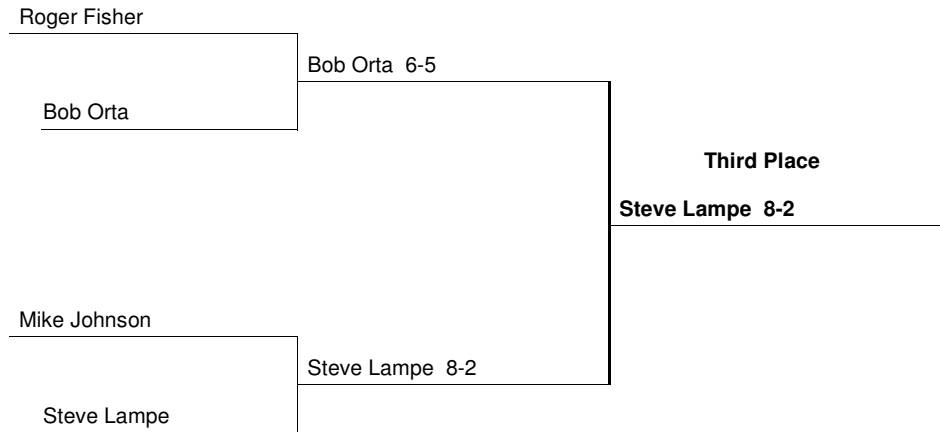 Roger Fisher
Bob Orta 6-5
Bob Orta
Third Place
Steve Lampe 8-2
Mike Johnson
Steve Lampe 8-2
Steve Lampe